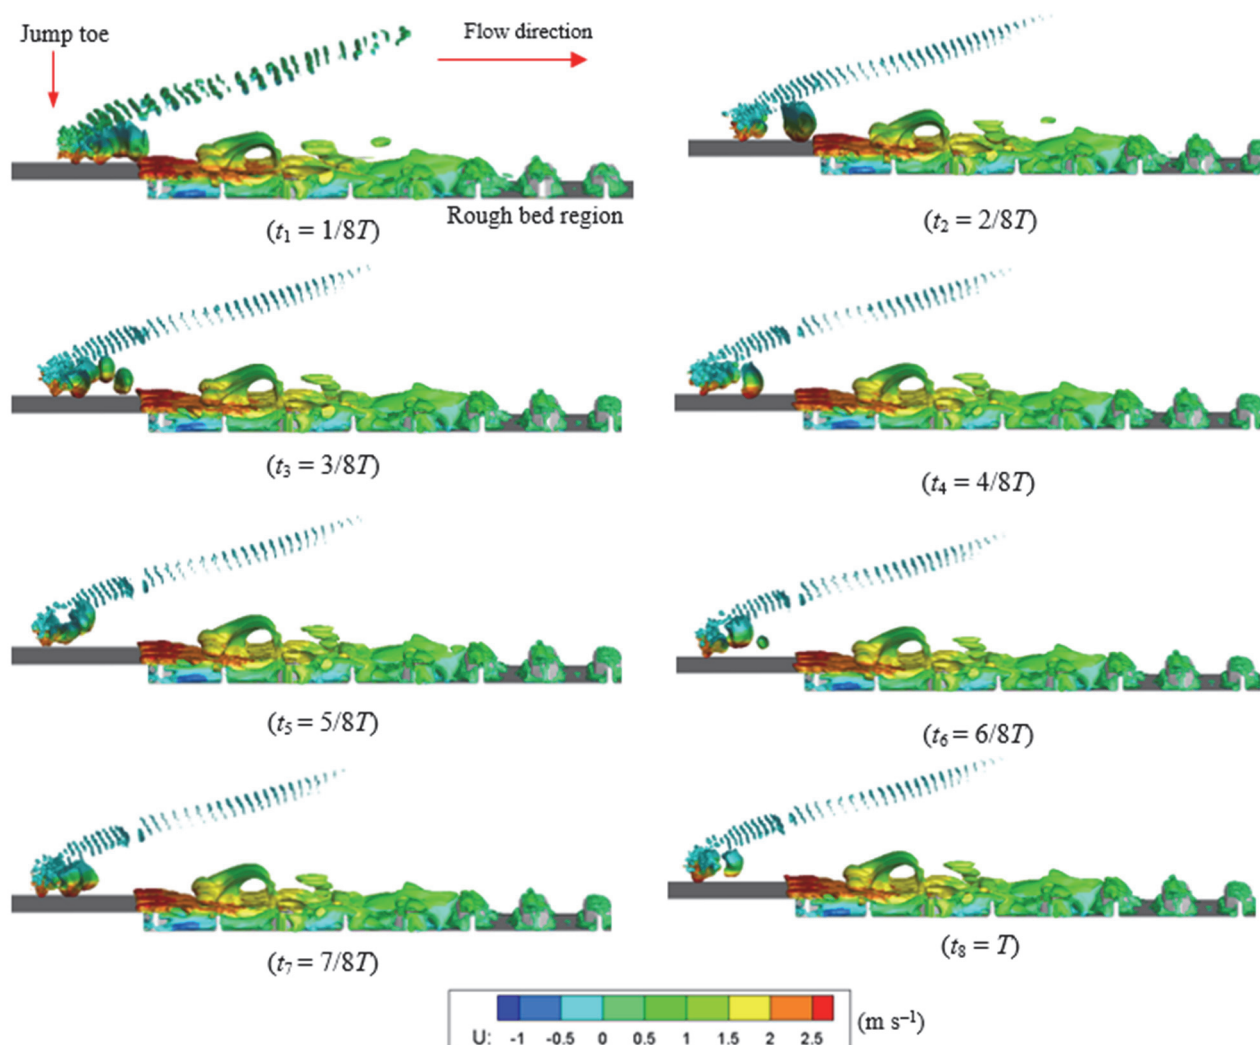 Jump toe
Flow direction
Rough bed region
(t₁ = 1/8T)
(t₂ = 2/8T)
(t₃ = 3/8T)
(t₄ = 4/8T)
(t₅ = 5/8T)
(t₆ = 6/8T)
(t₇ = 7/8T)
(t₈ = T)
U: -1 -0.5 0 0.5 1 1.5 2 2.5 (m s⁻¹)